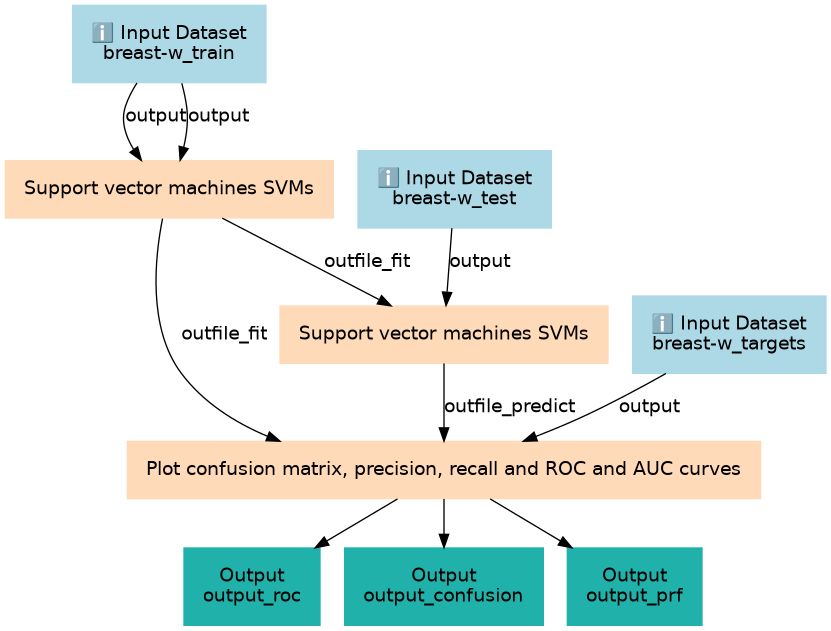 ℹ️ Input Dataset
breast-w_train
output
output
Support vector machines SVMs
ℹ️ Input Dataset
breast-w_test
outfile_fit
output
outfile_fit
Support vector machines SVMs
ℹ️ Input Dataset
breast-w_targets
outfile_predict
output
Plot confusion matrix, precision, recall and ROC and AUC curves
Output
output_roc
Output
output_confusion
Output
output_prf